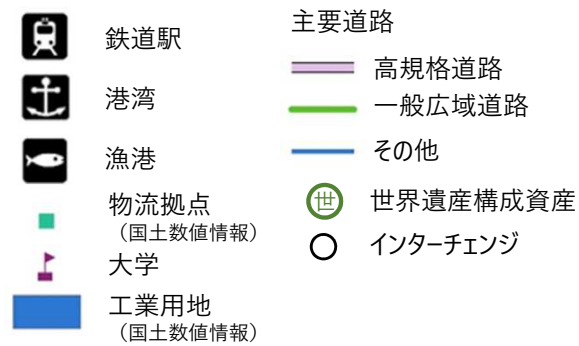 鉄道駅
港湾
漁港
物流拠点
(国土数値情報)
大学
工業用地
(国土数値情報)
主要道路
高規格道路
一般広域道路
その他
世 世界遺産構成資産
インターチェンジ